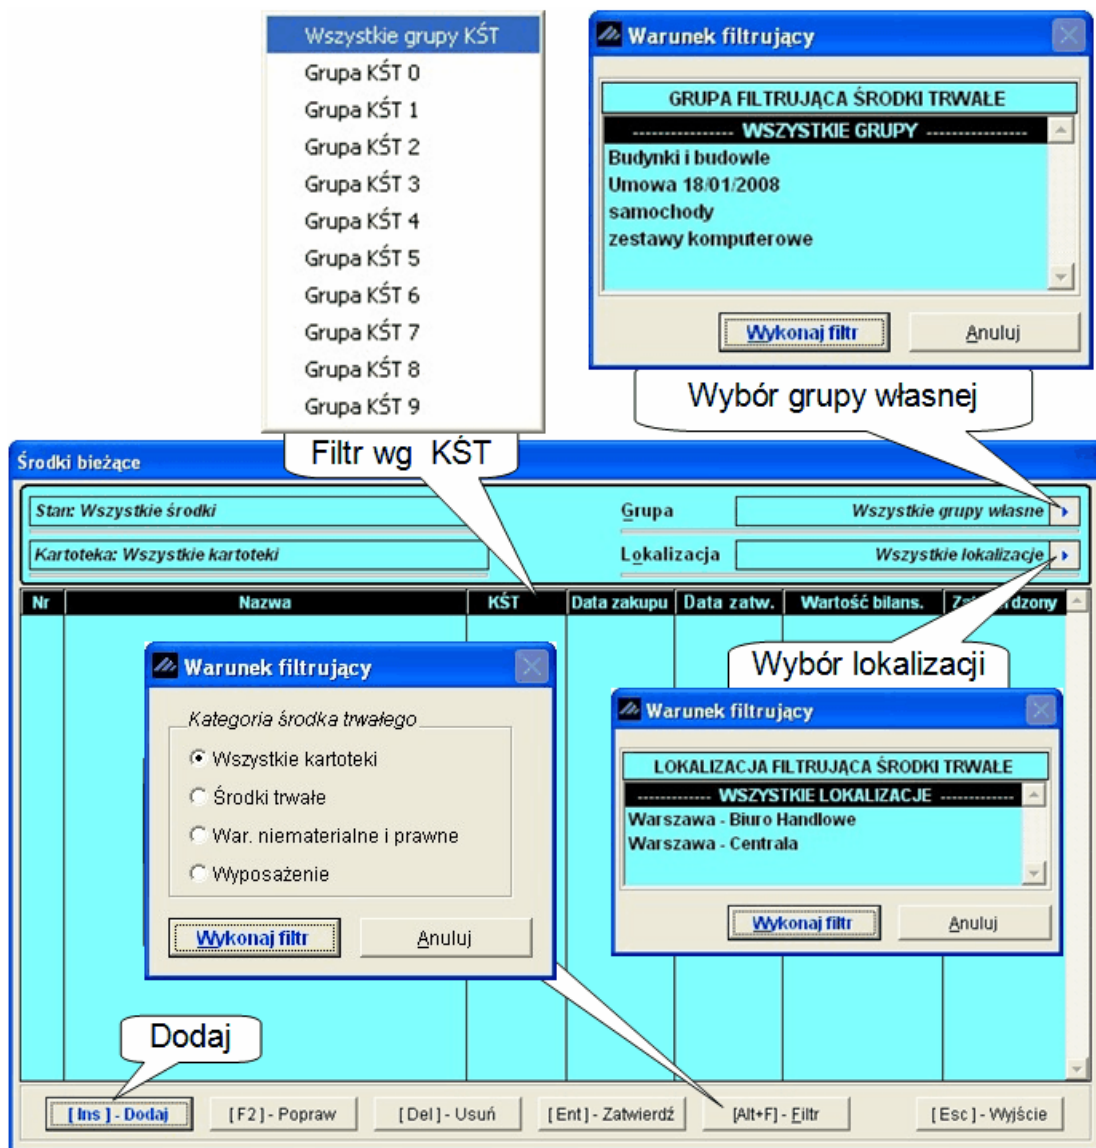 Wszystkie grupy KŚT
Grupa KŚT 0
Grupa KŚT 1
Grupa KŚT 2
Grupa KŚT 3
Grupa KŚT 4
Grupa KŚT 5
Grupa KŚT 6
Grupa KŚT 7
Grupa KŚT 8
Grupa KŚT 9
Warunek filtrujący
GRUPA FILTRUJĄCA ŚRODKI TRWAŁE
---------------- WSZYSTKIE GRUPY ----------------
Budynki i budowle
Umowa 18/01/2008
samochody
zestawy komputerowe
Wykonaj filtr
Anuluj
Wybór grupy własnej
Filtr wg KŚT
Środki bieżące
Stan: Wszystkie środki
Grupa
Wszystkie grupy własne
Kartoteka: Wszystkie kartoteki
Lokalizacja
Wszystkie lokalizacje
Nr Nazwa KŚT Data zakupu Data zatw. Wartość bilans.
Wybór lokalizacji
Warunek filtrujący
Kategoria środka trwałego
Wszystkie kartoteki
Środki trwałe
War. niematerialne i prawne
Wyposażenie
Wykonaj filtr
Anuluj
Warunek filtrujący
LOKALIZACJA FILTRUJĄCA ŚRODKI TRWAŁE
------------ WSZYSTKIE LOKALIZACJE ------------
Warszawa - Biuro Handlowe
Warszawa - Centrala
Wykonaj filtr
Anuluj
Dodaj
[ Ins ] - Dodaj
[ F2 ] - Popraw
[ Del ] - Usuń
[ Ent ] - Zatwierdź
[Alt+F] - Filtr
[ Esc ] - Wyjście